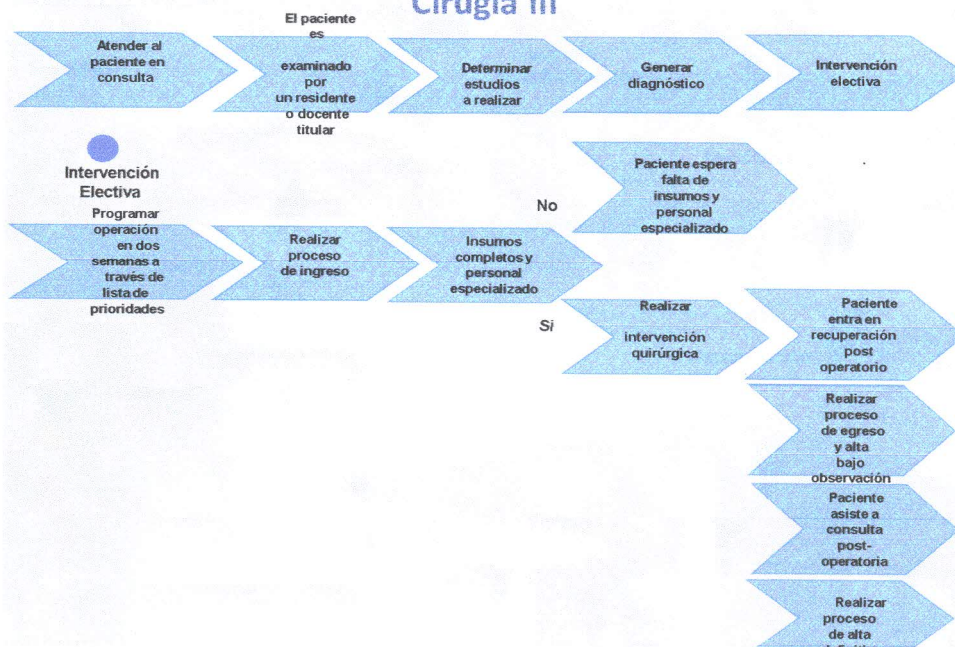 Cirugía III
Atender al
paciente en
consulta
El paciente
es
examinado
por
un residente
o docente
titular
Determinar
estudios
a realizar
Generar
diagnóstico
Intervención
electiva
Intervención
Electiva
Programar
operación
en dos
semanas a
través de
lista de
prioridades
Realizar
proceso
de ingreso
Insumos
completos y
personal
especializado
No
Paciente espera
falta de
insumos y
personal
especializado
Si
Realizar
intervención
quirúrgica
Paciente
entra en
recuperación
post
operatorio
Realizar
proceso
de egreso
y alta
bajo
observación
Paciente
asiste a
consulta
post-
operatoria
Realizar
proceso
de alta